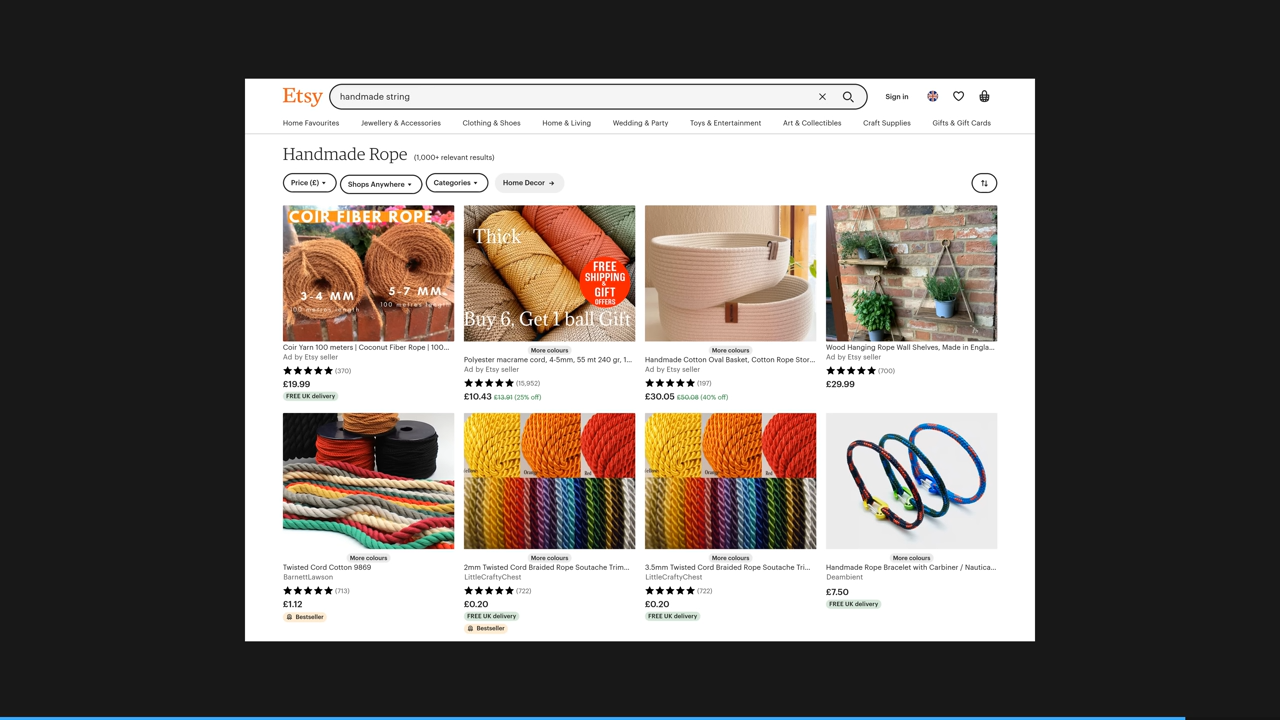 Etsy
handmade string
Sign in
Home Favourites
Jewellery & Accessories
Clothing & Shoes
Home & Living
Wedding & Party
Toys & Entertainment
Art & Collectibles
Craft Supplies
Gifts & Gift Cards
Handmade Rope (1,000+ relevant results)
Price (£)
Shops Anywhere
Categories
Home Decor
COIR FIBER ROPE
3-4 MM
100 metres length
5-7 MM
100 metres length
Coir Yarn 100 meters | Coconut Fiber Rope | 100...
Ad by Etsy seller
(370)
£19.99
FREE UK delivery
Thick
FREE
SHIPPING
&
GIFT
OFFERS
Buy 6, Get 1 ball Gift
More colours
Polyester macrame cord, 4-5mm, 55 mt 240 gr, 1...
Ad by Etsy seller
(15,952)
£10.43 £13.91 (25% off)
More colours
Handmade Cotton Oval Basket, Cotton Rope Stor...
Ad by Etsy seller
(197)
£30.05 £50.08 (40% off)
Wood Hanging Rope Wall Shelves, Made in Engla...
Ad by Etsy seller
(700)
£29.99
More colours
Twisted Cord Cotton 9869
BarnettLawson
(713)
£1.12
Bestseller
Orange
Red
More colours
2mm Twisted Cord Braided Rope Soutache Trim...
LittleCraftyChest
(722)
£0.20
FREE UK delivery
Bestseller
Orange
Red
More colours
3.5mm Twisted Cord Braided Rope Soutache Tri...
LittleCraftyChest
(722)
£0.20
FREE UK delivery
More colours
Handmade Rope Bracelet with Carbiner / Nautica...
Deambient
£7.50
FREE UK delivery